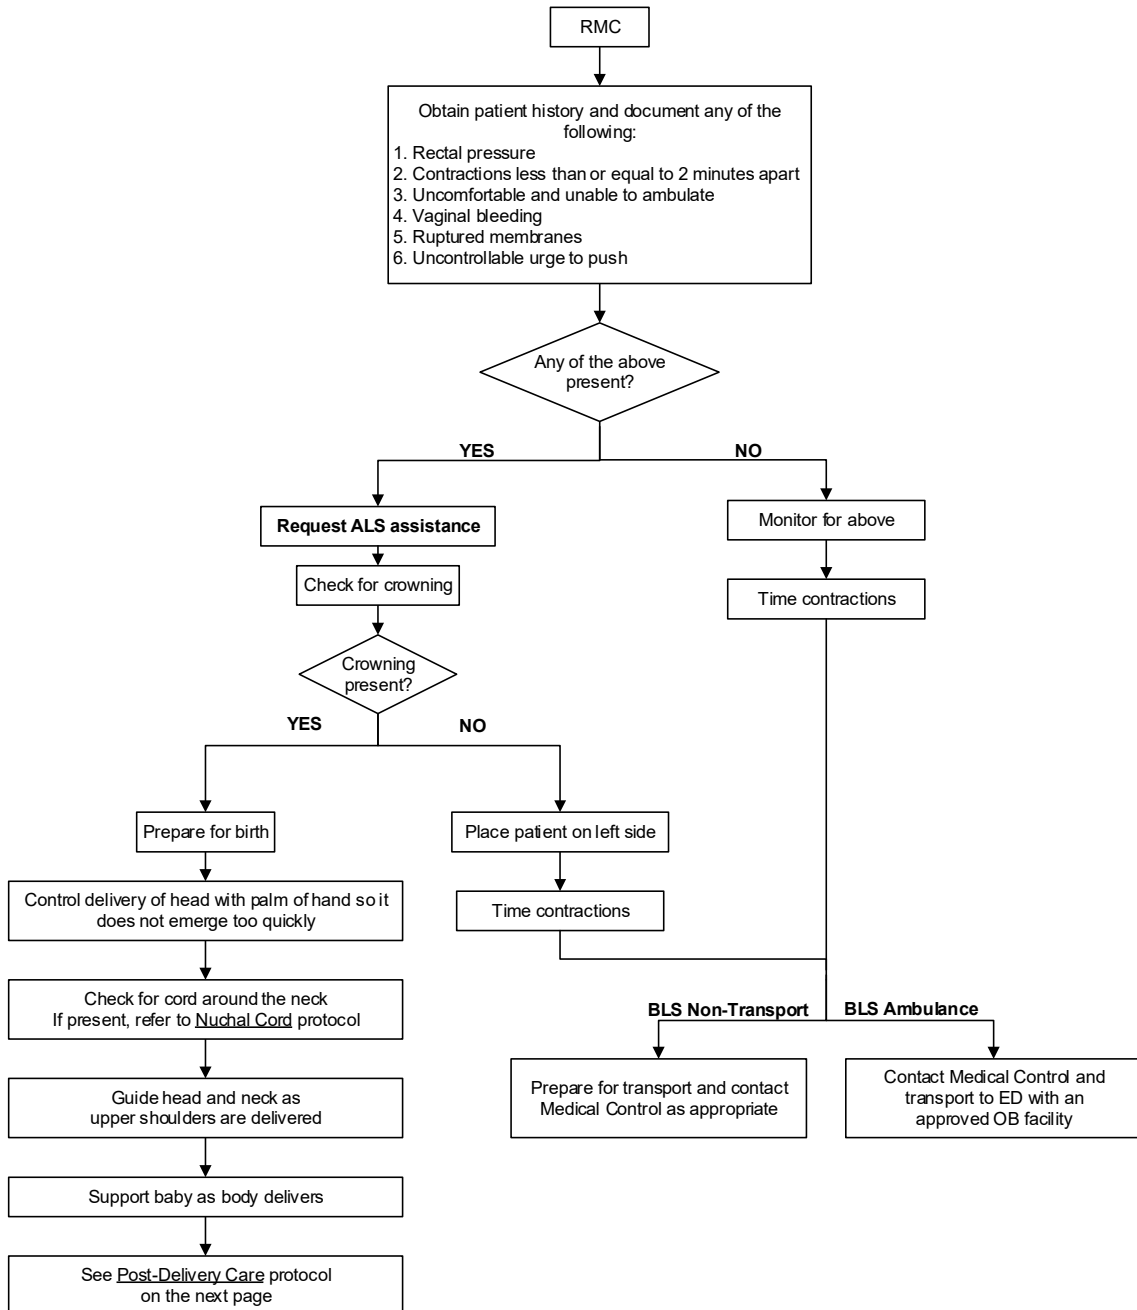 RMC
Obtain patient history and document any of the
following:
1. Rectal pressure
2. Contractions less than or equal to 2 minutes apart
3. Uncomfortable and unable to ambulate
4. Vaginal bleeding
5. Ruptured membranes
6. Uncontrollable urge to push
Any of the above
present?
YES
NO
Request ALS assistance
Monitor for above
Check for crowning
Time contractions
Crowning
present?
YES
NO
Prepare for birth
Place patient on left side
Control delivery of head with palm of hand so it
does not emerge too quickly
Time contractions
Check for cord around the neck
If present, refer to Nuchal Cord protocol
BLS Non-Transport
BLS Ambulance
Prepare for transport and contact
Medical Control as appropriate
Contact Medical Control and
transport to ED with an
approved OB facility
Guide head and neck as
upper shoulders are delivered
Support baby as body delivers
See Post-Delivery Care protocol
on the next page